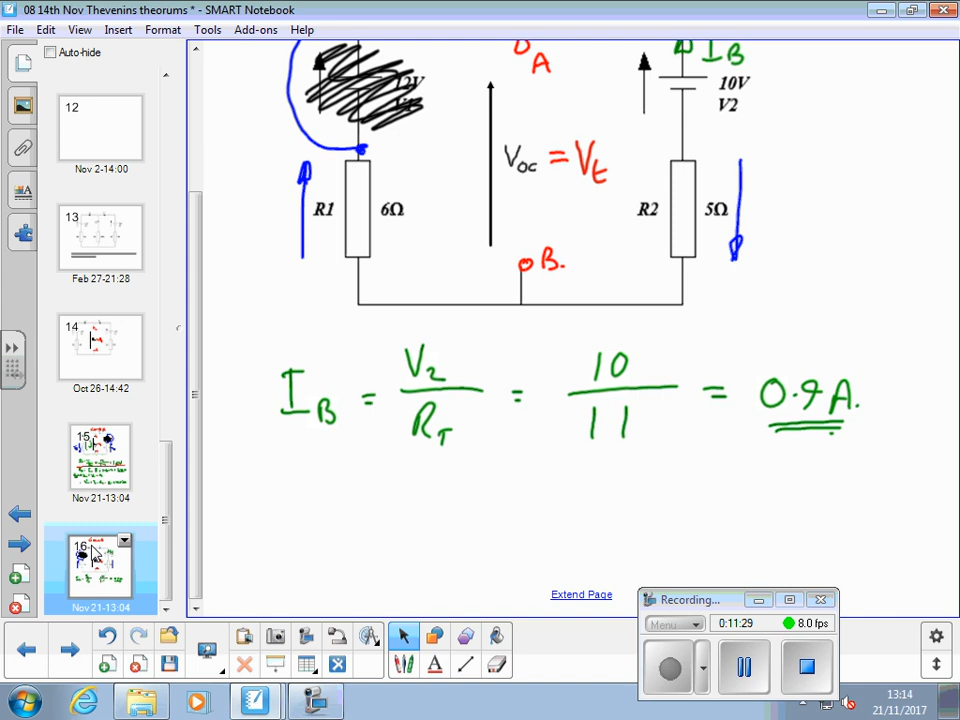 08 14th Nov Thevenins theorums * - SMART Notebook
File Edit View Insert Format Tools Add-ons Help
Auto-hide
12
Nov 2-14:00
13
Feb 27-21:28
14
Oct 26-14:42
15
Nov 21-13:04
16
Nov 21-13:04
A
I B
12V
10V
V2
Voc = Vt
R1 6Ω
R2 5Ω
B.
I B = V2 / RT = 10 / 11 = 0.9 A.
Extend Page
Recording...
Menu
0:11:29
8.0 fps
13:14
21/11/2017